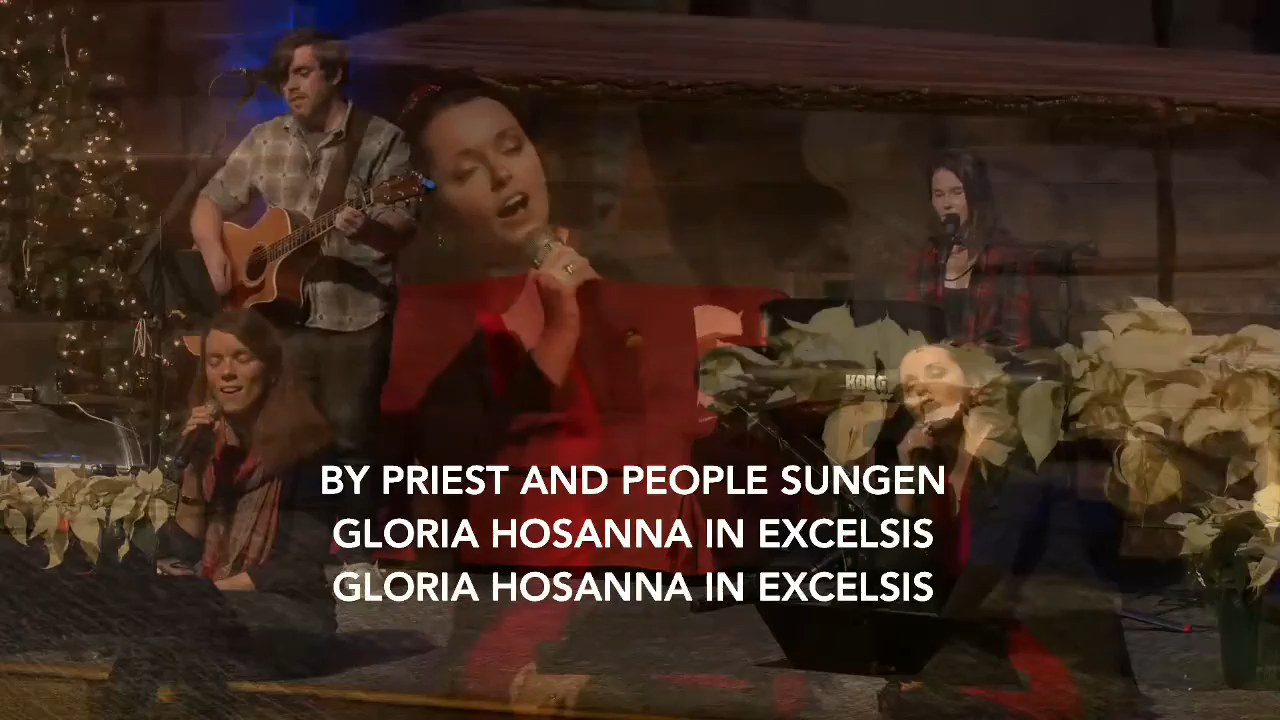 KORG
BY PRIEST AND PEOPLE SUNGEN
GLORIA HOSANNA IN EXCELSIS
GLORIA HOSANNA IN EXCELSIS